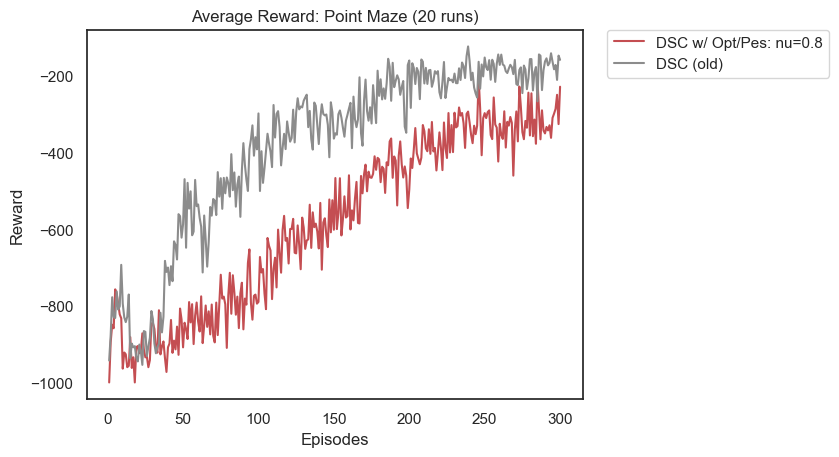 Average Reward: Point Maze (20 runs)
DSC w/ Opt/Pes: nu=0.8
DSC (old)
Reward
−200
−400
−600
−800
−1000
0 50 100 150 200 250 300
Episodes